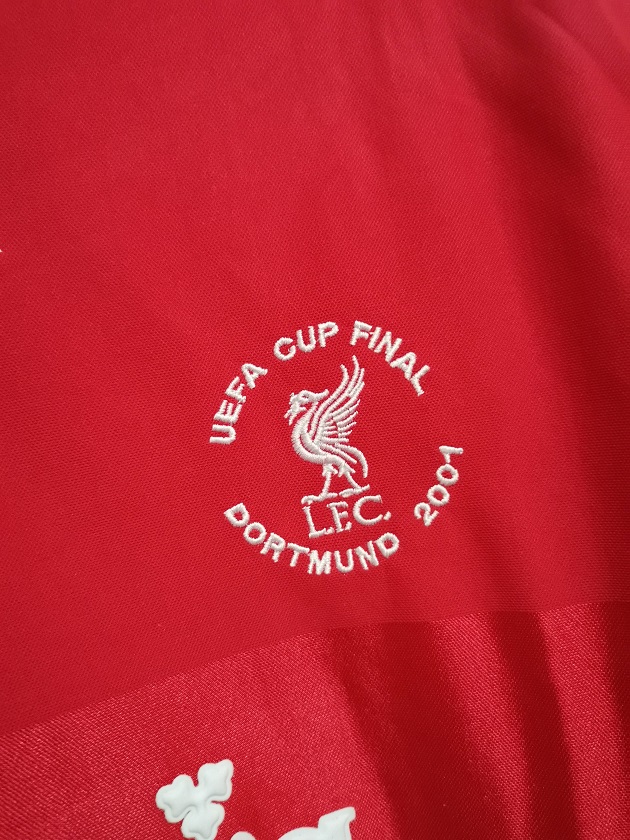 UEFA CUP FINAL
L.F.C.
DORTMUND 2001